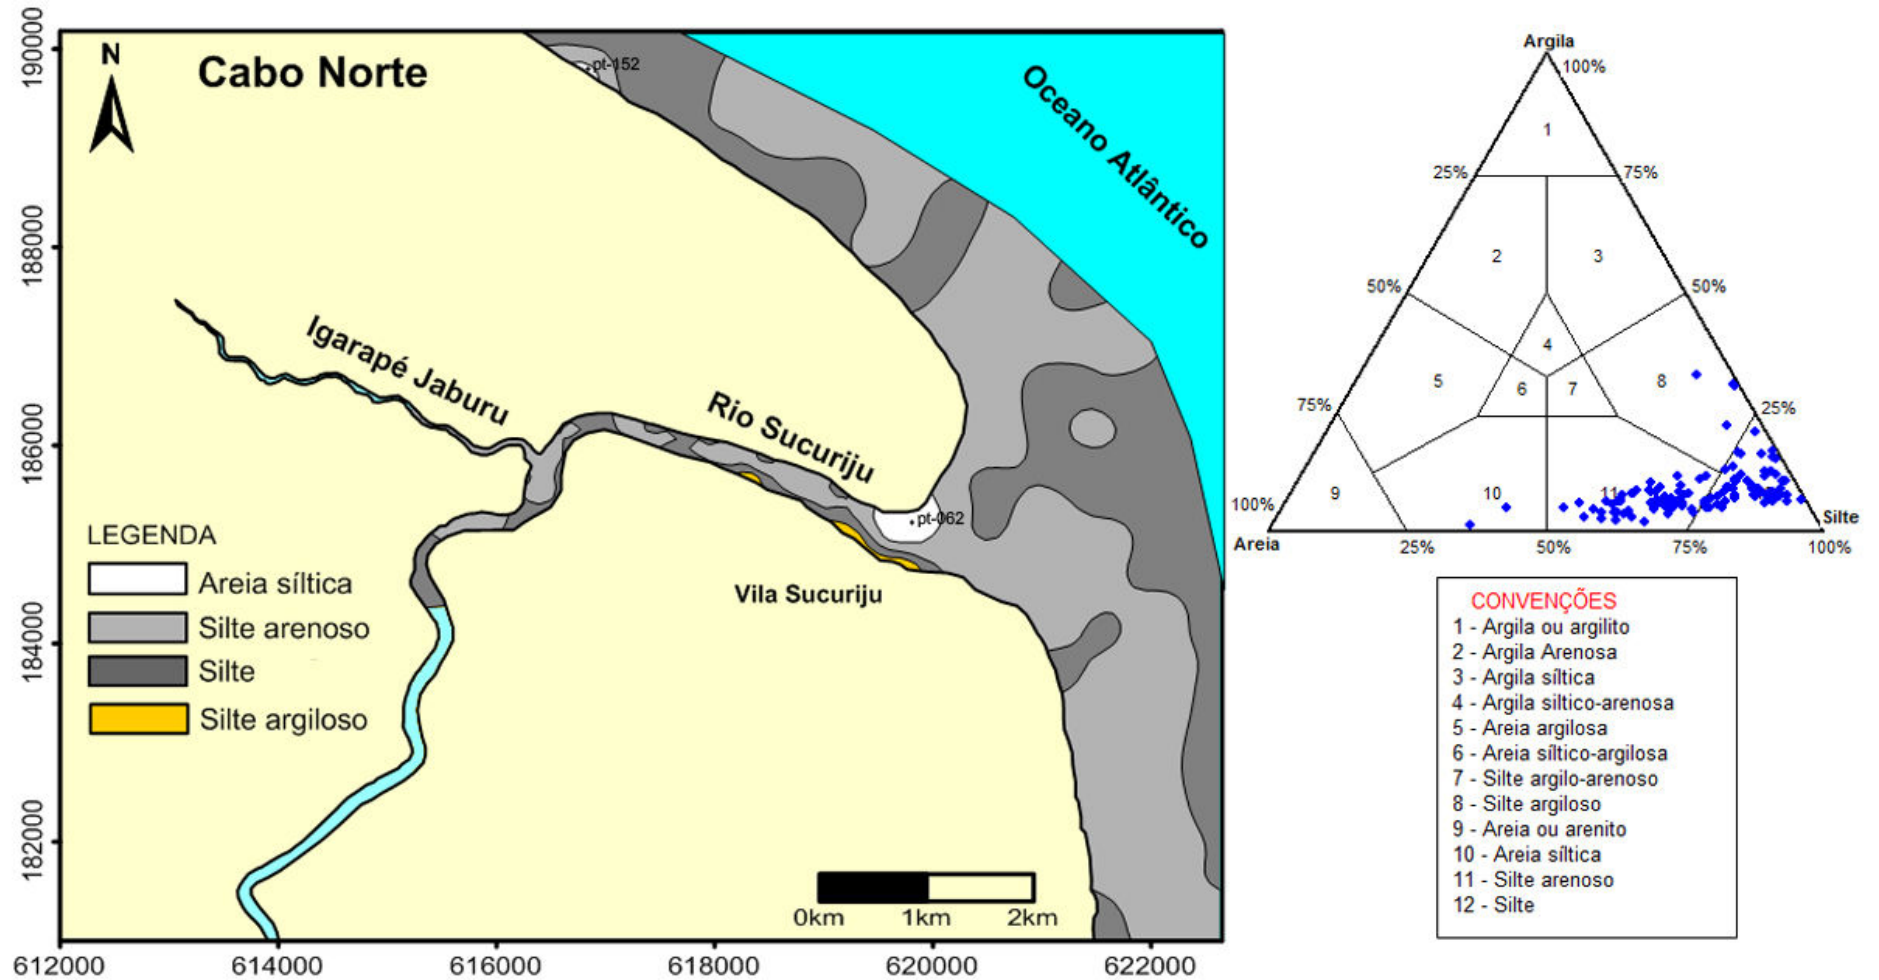 190000
188000
186000
184000
182000
N
Cabo Norte
pt-152
Oceano Atlântico
Igarapé Jaburu
Rio Sucuriju
pt-062
Vila Sucuriju
LEGENDA
Areia síltica
Silte arenoso
Silte
Silte argiloso
0km 1km 2km
612000 614000 616000 618000 620000 622000
Argila
100%
1
25% 75%
2 3
50% 50%
4
5 6 7 8
75% 25%
9 10 11
100%
Areia
Silte
25% 50% 75% 100%
CONVENÇÕES
1 - Argila ou argilito
2 - Argila Arenosa
3 - Argila síltica
4 - Argila siltico-arenosa
5 - Areia argilosa
6 - Areia síltico-argilosa
7 - Silte argilo-arenoso
8 - Silte argiloso
9 - Areia ou arenito
10 - Areia síltica
11 - Silte arenoso
12 - Silte